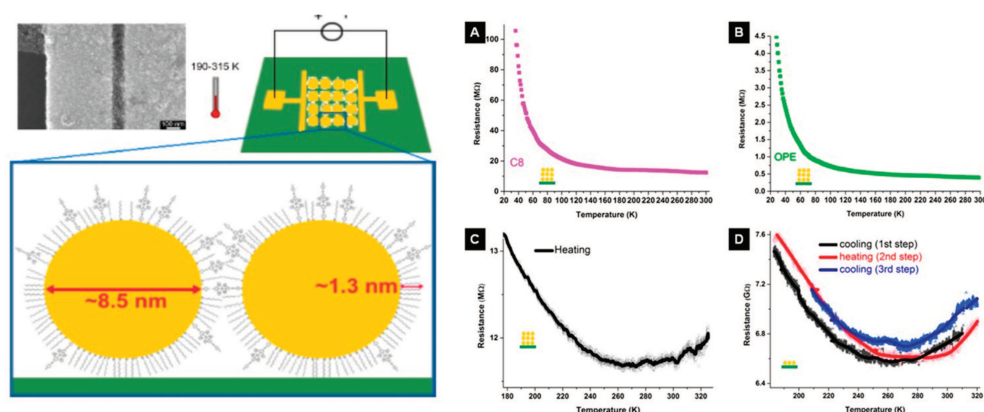 190-315 K
100 nm
~8.5 nm
~1.3 nm
A
Resistance (MΩ)
100
80
60
40
20
0
C8
20 40 60 80 100 120 140 160 180 200 220 240 260 280 300
Temperature (K)
B
Resistance (MΩ)
4.5
4.0
3.5
3.0
2.5
2.0
1.5
1.0
0.5
0.0
OPE
20 40 60 80 100 120 140 160 180 200 220 240 260 280 300
Temperature (K)
C
Heating
Resistance (MΩ)
13
12
180 200 220 240 260 280 300 320
Temperature (K)
D
cooling (1st step)
heating (2nd step)
cooling (3rd step)
Resistance (GΩ)
7.6
7.2
6.8
6.4
200 220 240 260 280 300 320
Temperature (K)